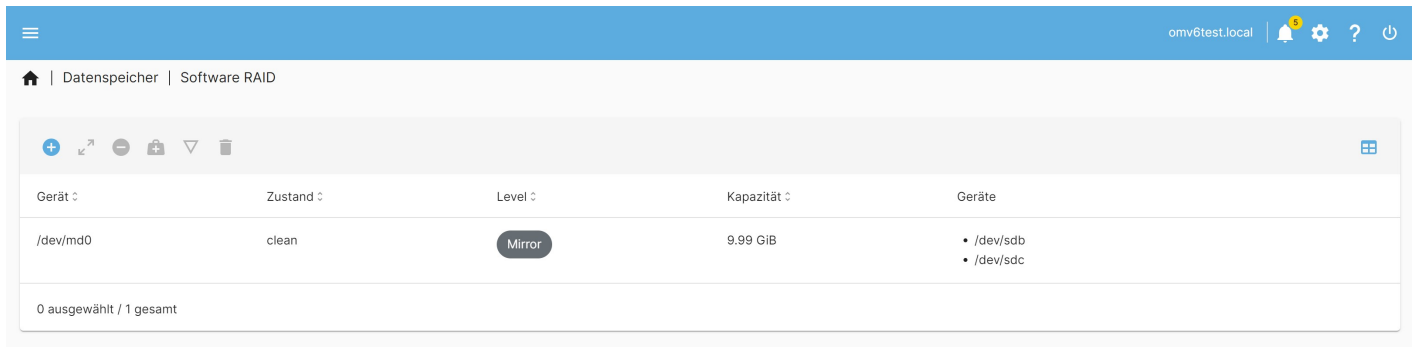 omv6test.local | 5 ?
| Datenspeicher | Software RAID
Gerät Zustand Level Kapazität Geräte
/dev/md0 clean Mirror 9.99 GiB • /dev/sdb
• /dev/sdc
0 ausgewählt / 1 gesamt